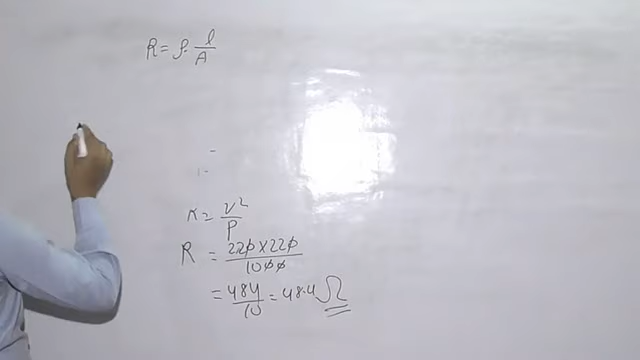 R = ρ. l/A
R = V²/P
R = 220 x 220/1000
= 484/10 = 48.4 Ω